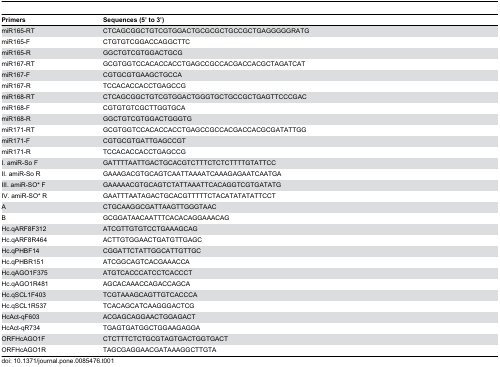 Primers Sequences (5' to 3')
miR165-RT CTCAGCGGCTGTCGTGGACTGCGCGCTGCCGCTGAGGGGGRATG
miR165-F CTGTGTCGGACCAGGCTTC
miR165-R GGCTGTCGTGGACTGCG
miR167-RT GCGTGGTCCACACCACCTGAGCCGCCACGACCACGCTAGATCAT
miR167-F CGTGCGTGAAGCTGCCA
miR167-R TCCACACCACCTGAGCCG
miR168-RT CTCAGCGGCTGTCGTGGACTGGGTGCTGCCGCTGAGTTCCCGAC
miR168-F CGTGTGTCGCTTGGTGCA
miR168-R GGCTGTCGTGGACTGGGTG
miR171-RT GCGTGGTCCACACCACCTGAGCCGCCACGACCACGCGATATTGG
miR171-F CGTGCGTGATTGAGCCGT
miR171-R TCCACACCACCTGAGCCG
I. amiR-So F GATTTTAATTGACTGCACGTCTTTCTCTCTTTTGTATTCC
II. amiR-So R GAAAGACGTGCAGTCAATTAAAATCAAAGAGAATCAATGA
III. amiR-SO* F GAAAAACGTGCAGTCTATTAAATTCACAGGTCGTGATATG
IV. amiR-SO* R GAATTTAATAGACTGCACGTTTTTCTACATATATATTCCT
A CTGCAAGGCGATTAAGTTGGGTAAC
B GCGGATAACAATTTCACACAGGAAACAG
Hc.qARF8F312 ATCGTTGTGTCCTGAAAGCAG
Hc.qARF8R464 ACTTGTGGAACTGATGTTGAGC
Hc.qPHBF14 CGGATTCTATTGGCATTGTTGC
Hc.qPHBR151 ATCGGCAGTCACGAAACCA
Hc.qAGO1F375 ATGTCACCCATCCTCACCCT
Hc.qAGO1R481 AGCACAAACCAGACCAGCA
Hc.qSCL1F403 TCGTAAAGCAGTTGTCACCCA
Hc.qSCL1R537 TCACAGCATCAAGGGACTCG
HcAct-qF603 ACGAGCAGGAACTGGAGACT
HcAct-qR734 TGAGTGATGGCTGGAAGAGGA
ORFHcAGO1F CTCTTTCTCTGCGTAGTGACTGGTGACT
ORFHcAGO1R TAGCGAGGAACGATAAAGGCTTGTA
doi: 10.1371/journal.pone.0085476.t001